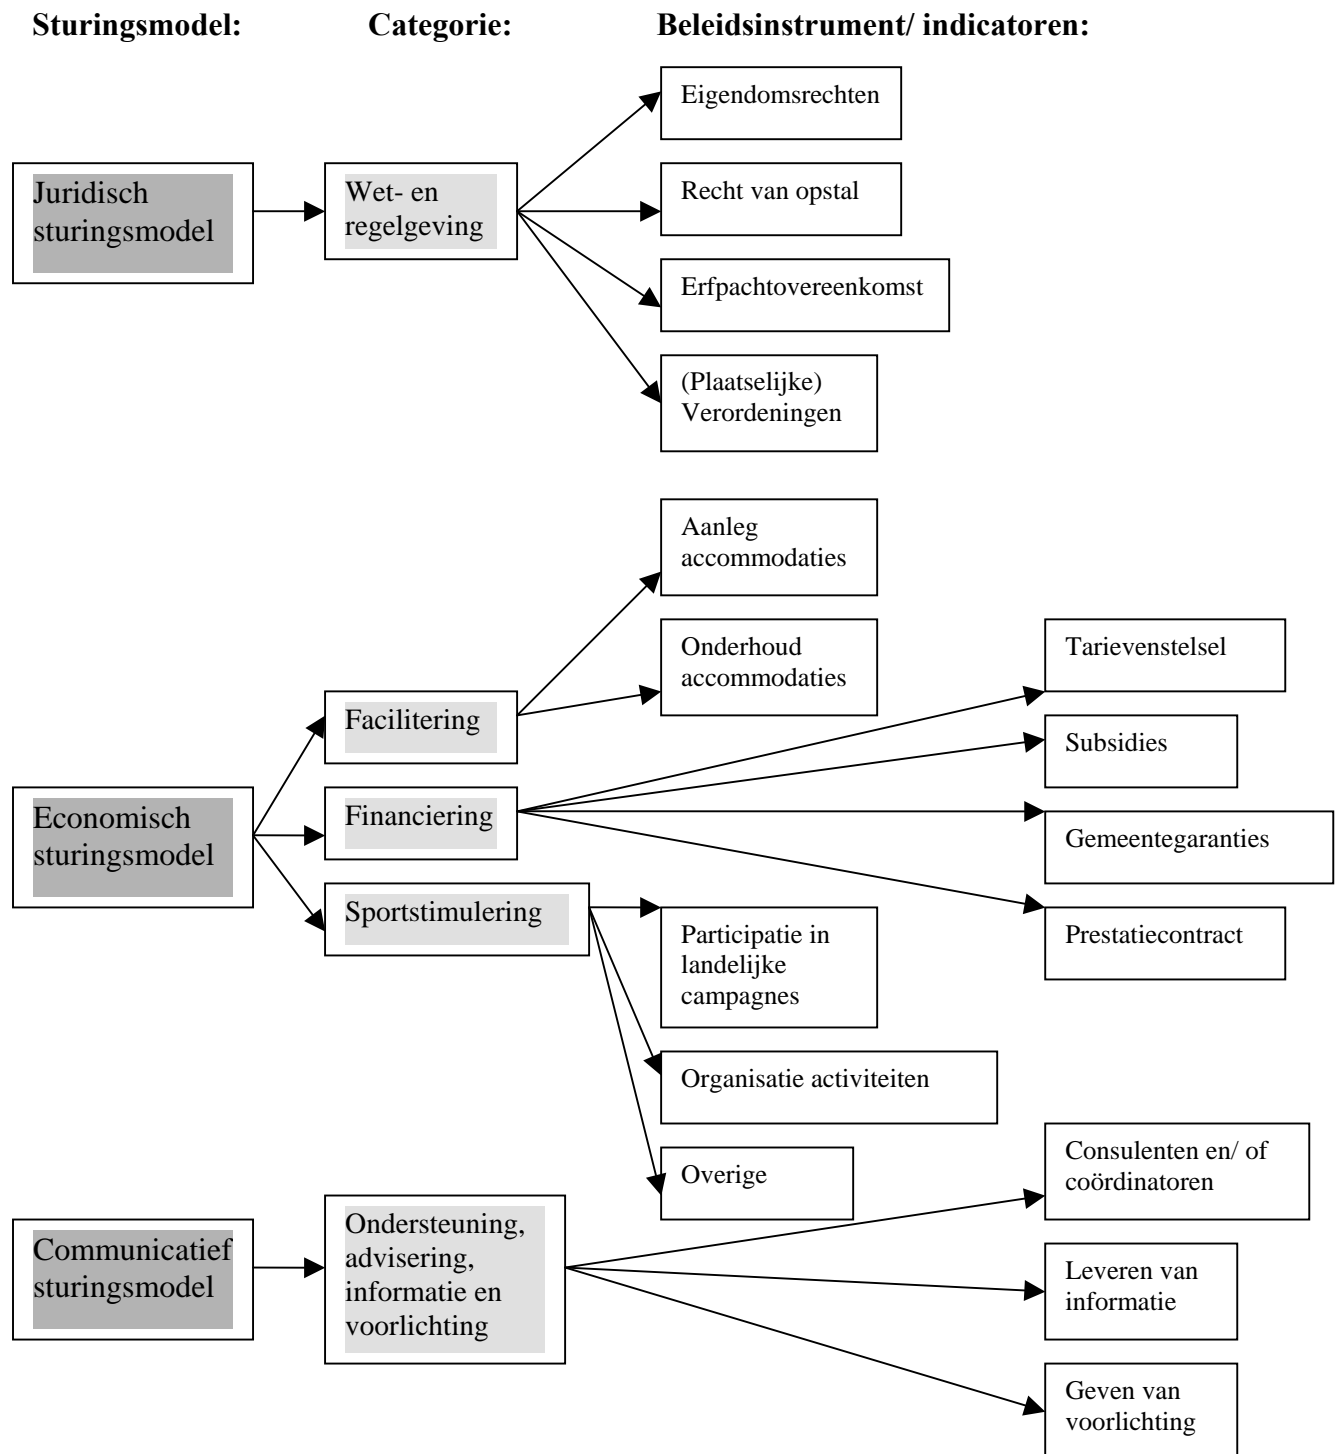 Sturingsmodel:
Categorie:
Beleidsinstrument/ indicatoren:
Juridisch
sturingsmodel
Wet- en
regelgeving
Eigendomsrechten
Recht van opstal
Erfpachtovereenkomst
(Plaatselijke)
Verordeningen
Economisch
sturingsmodel
Facilitering
Aanleg
accommodaties
Onderhoud
accommodaties
Financiering
Tarievenstelsel
Subsidies
Gemeentegaranties
Prestatiecontract
Sportstimulering
Participatie in
landelijke
campagnes
Organisatie activiteiten
Overige
Communicatief
sturingsmodel
Ondersteuning,
advisering,
informatie en
voorlichting
Consulenten en/ of
coördinatoren
Leveren van
informatie
Geven van
voorlichting